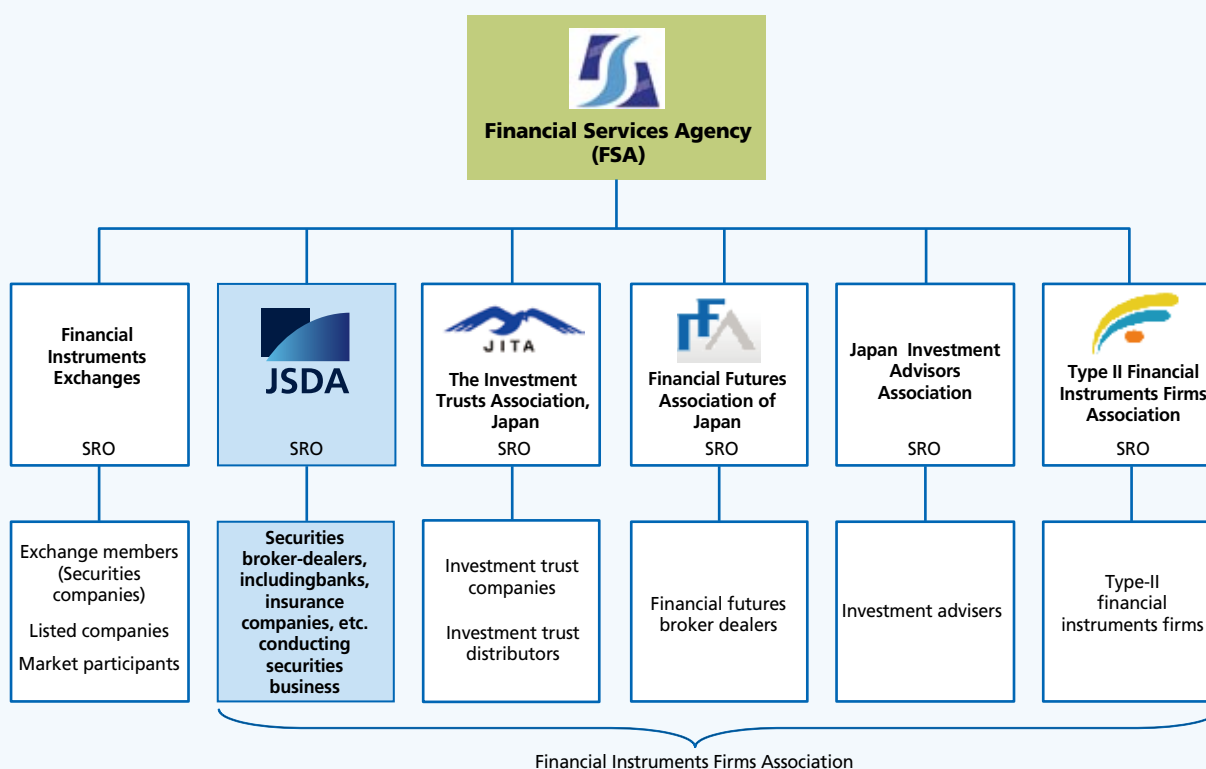 Financial Services Agency
(FSA)
Financial
Instruments
Exchanges
SRO
JSDA
SRO
JITA
The Investment
Trusts Association,
Japan
SRO
FFA
Financial Futures
Association of
Japan
SRO
Japan Investment
Advisors
Association
SRO
Type II Financial
Instruments Firms
Association
SRO
Exchange members
(Securities
companies)
Listed companies
Market participants
Securities
broker-dealers,
includingbanks,
insurance
companies, etc.
conducting
securities
business
Investment trust
companies
Investment trust
distributors
Financial futures
broker dealers
Investment advisers
Type-II
financial
instruments firms
Financial Instruments Firms Association